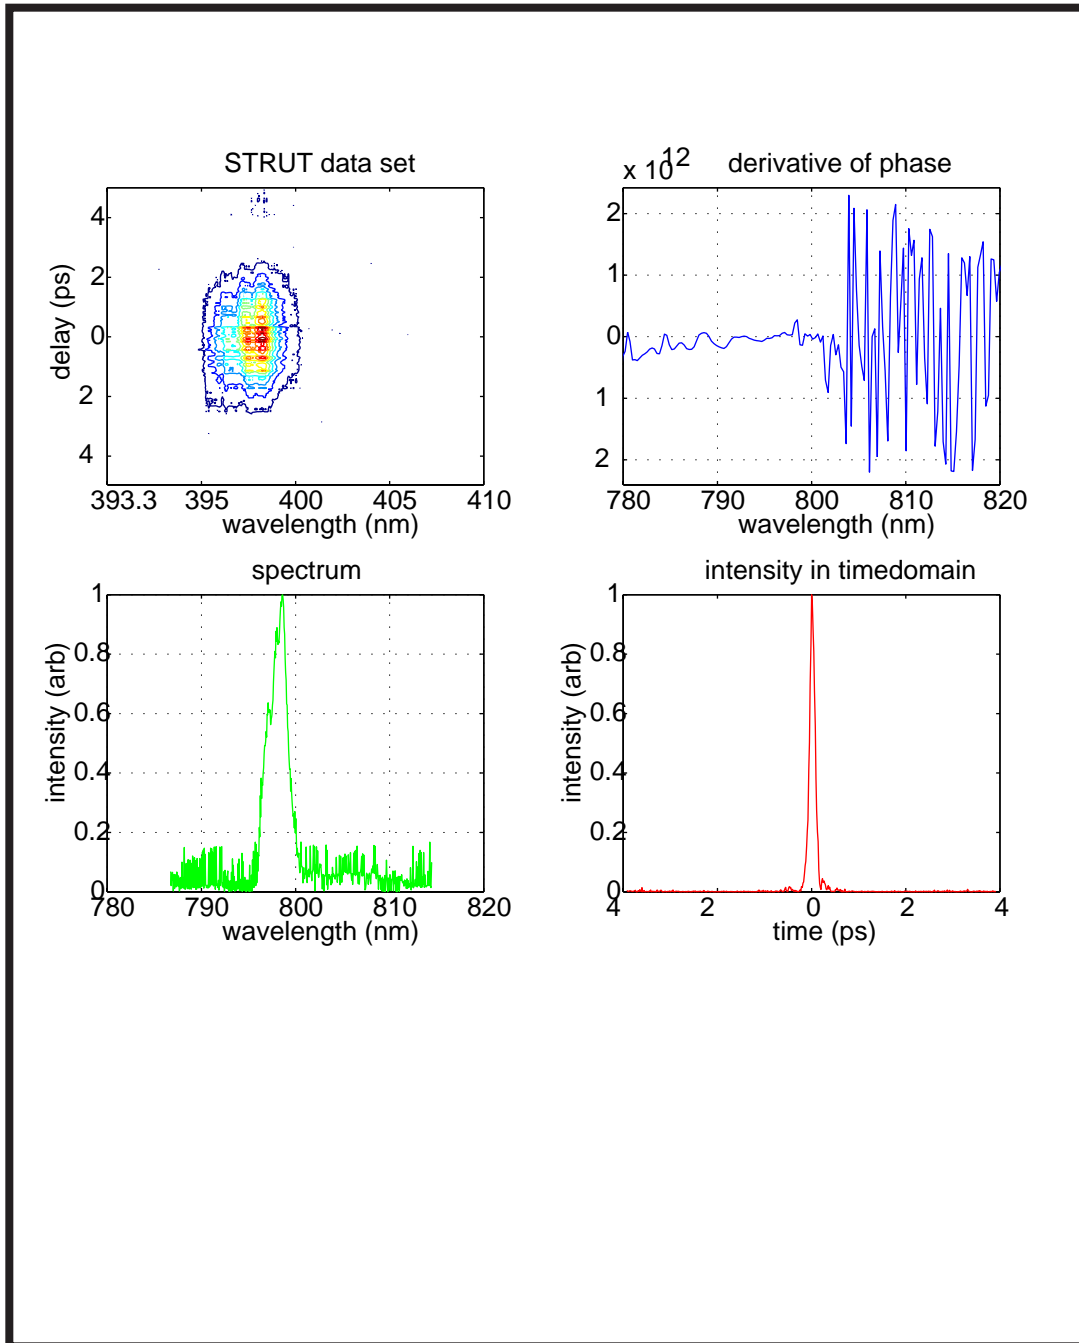 STRUT data set
delay (ps)
4
2
0
2
4
393.3 395 400 405 410
wavelength (nm)
x 10^12 derivative of phase
2
1
0
1
2
780 790 800 810 820
wavelength (nm)
spectrum
intensity (arb)
1
0.8
0.6
0.4
0.2
0
780 790 800 810 820
wavelength (nm)
intensity in timedomain
intensity (arb)
1
0.8
0.6
0.4
0.2
0
4 2 0 2 4
time (ps)